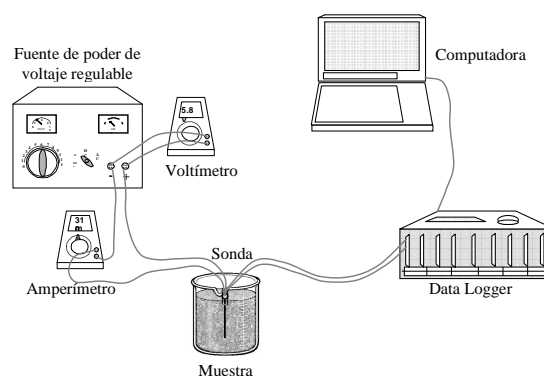 Fuente de poder de
voltaje regulable
Computadora
5.8
Voltímetro
31
m
Sonda
Amperímetro
Data Logger
Muestra